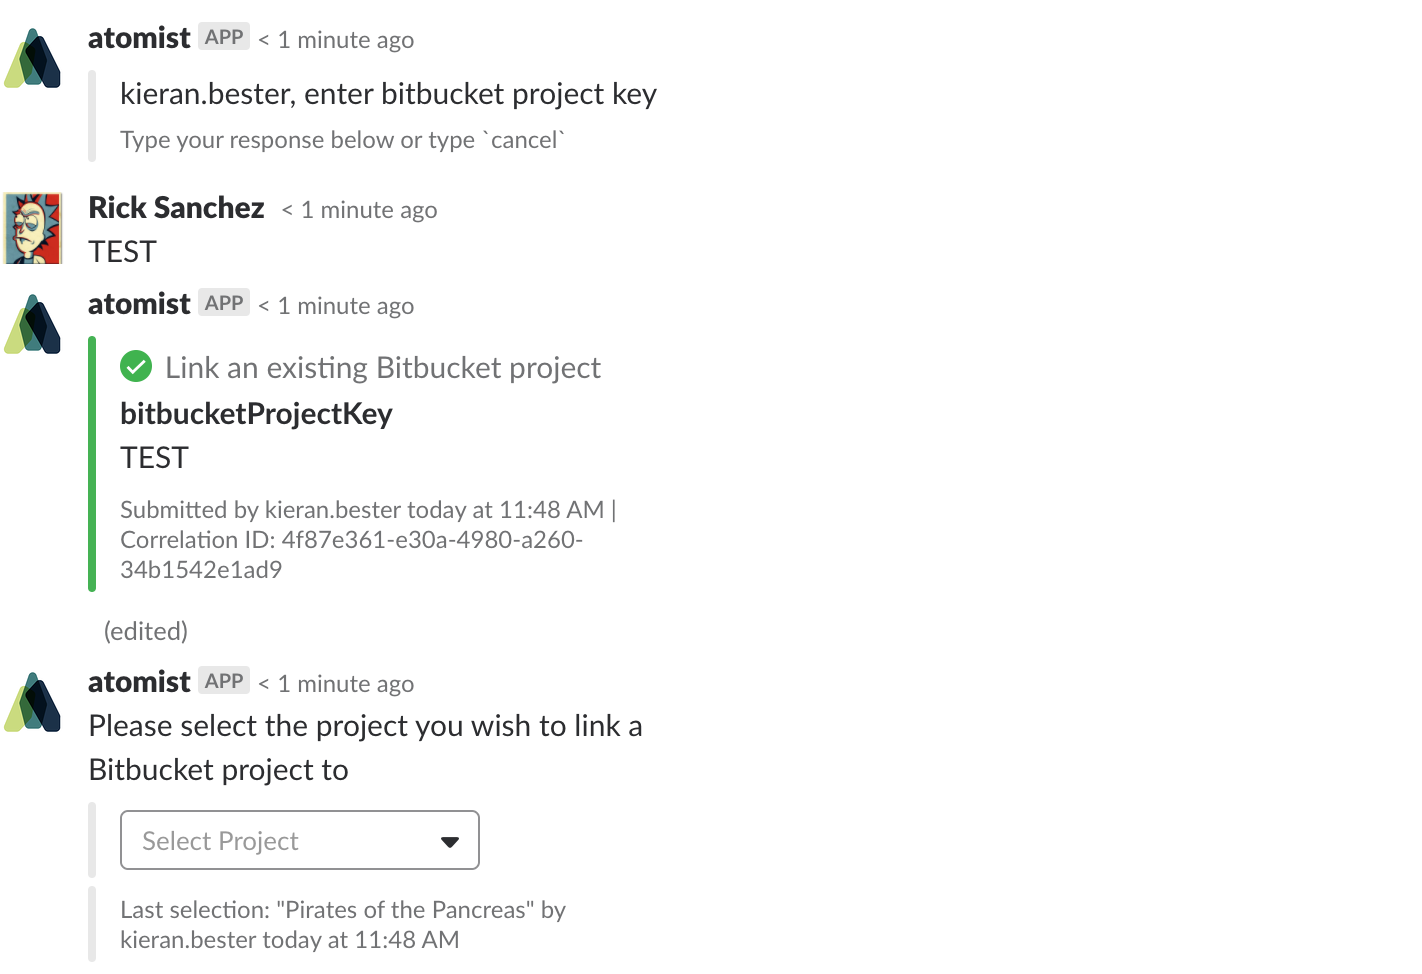 atomist APP < 1 minute ago
kieran.bester, enter bitbucket project key
Type your response below or type `cancel`
Rick Sanchez < 1 minute ago
TEST
atomist APP < 1 minute ago
Link an existing Bitbucket project
bitbucketProjectKey
TEST
Submitted by kieran.bester today at 11:48 AM |
Correlation ID: 4f87e361-e30a-4980-a260-
34b1542e1ad9
(edited)
atomist APP < 1 minute ago
Please select the project you wish to link a
Bitbucket project to
Select Project
Last selection: "Pirates of the Pancreas" by
kieran.bester today at 11:48 AM